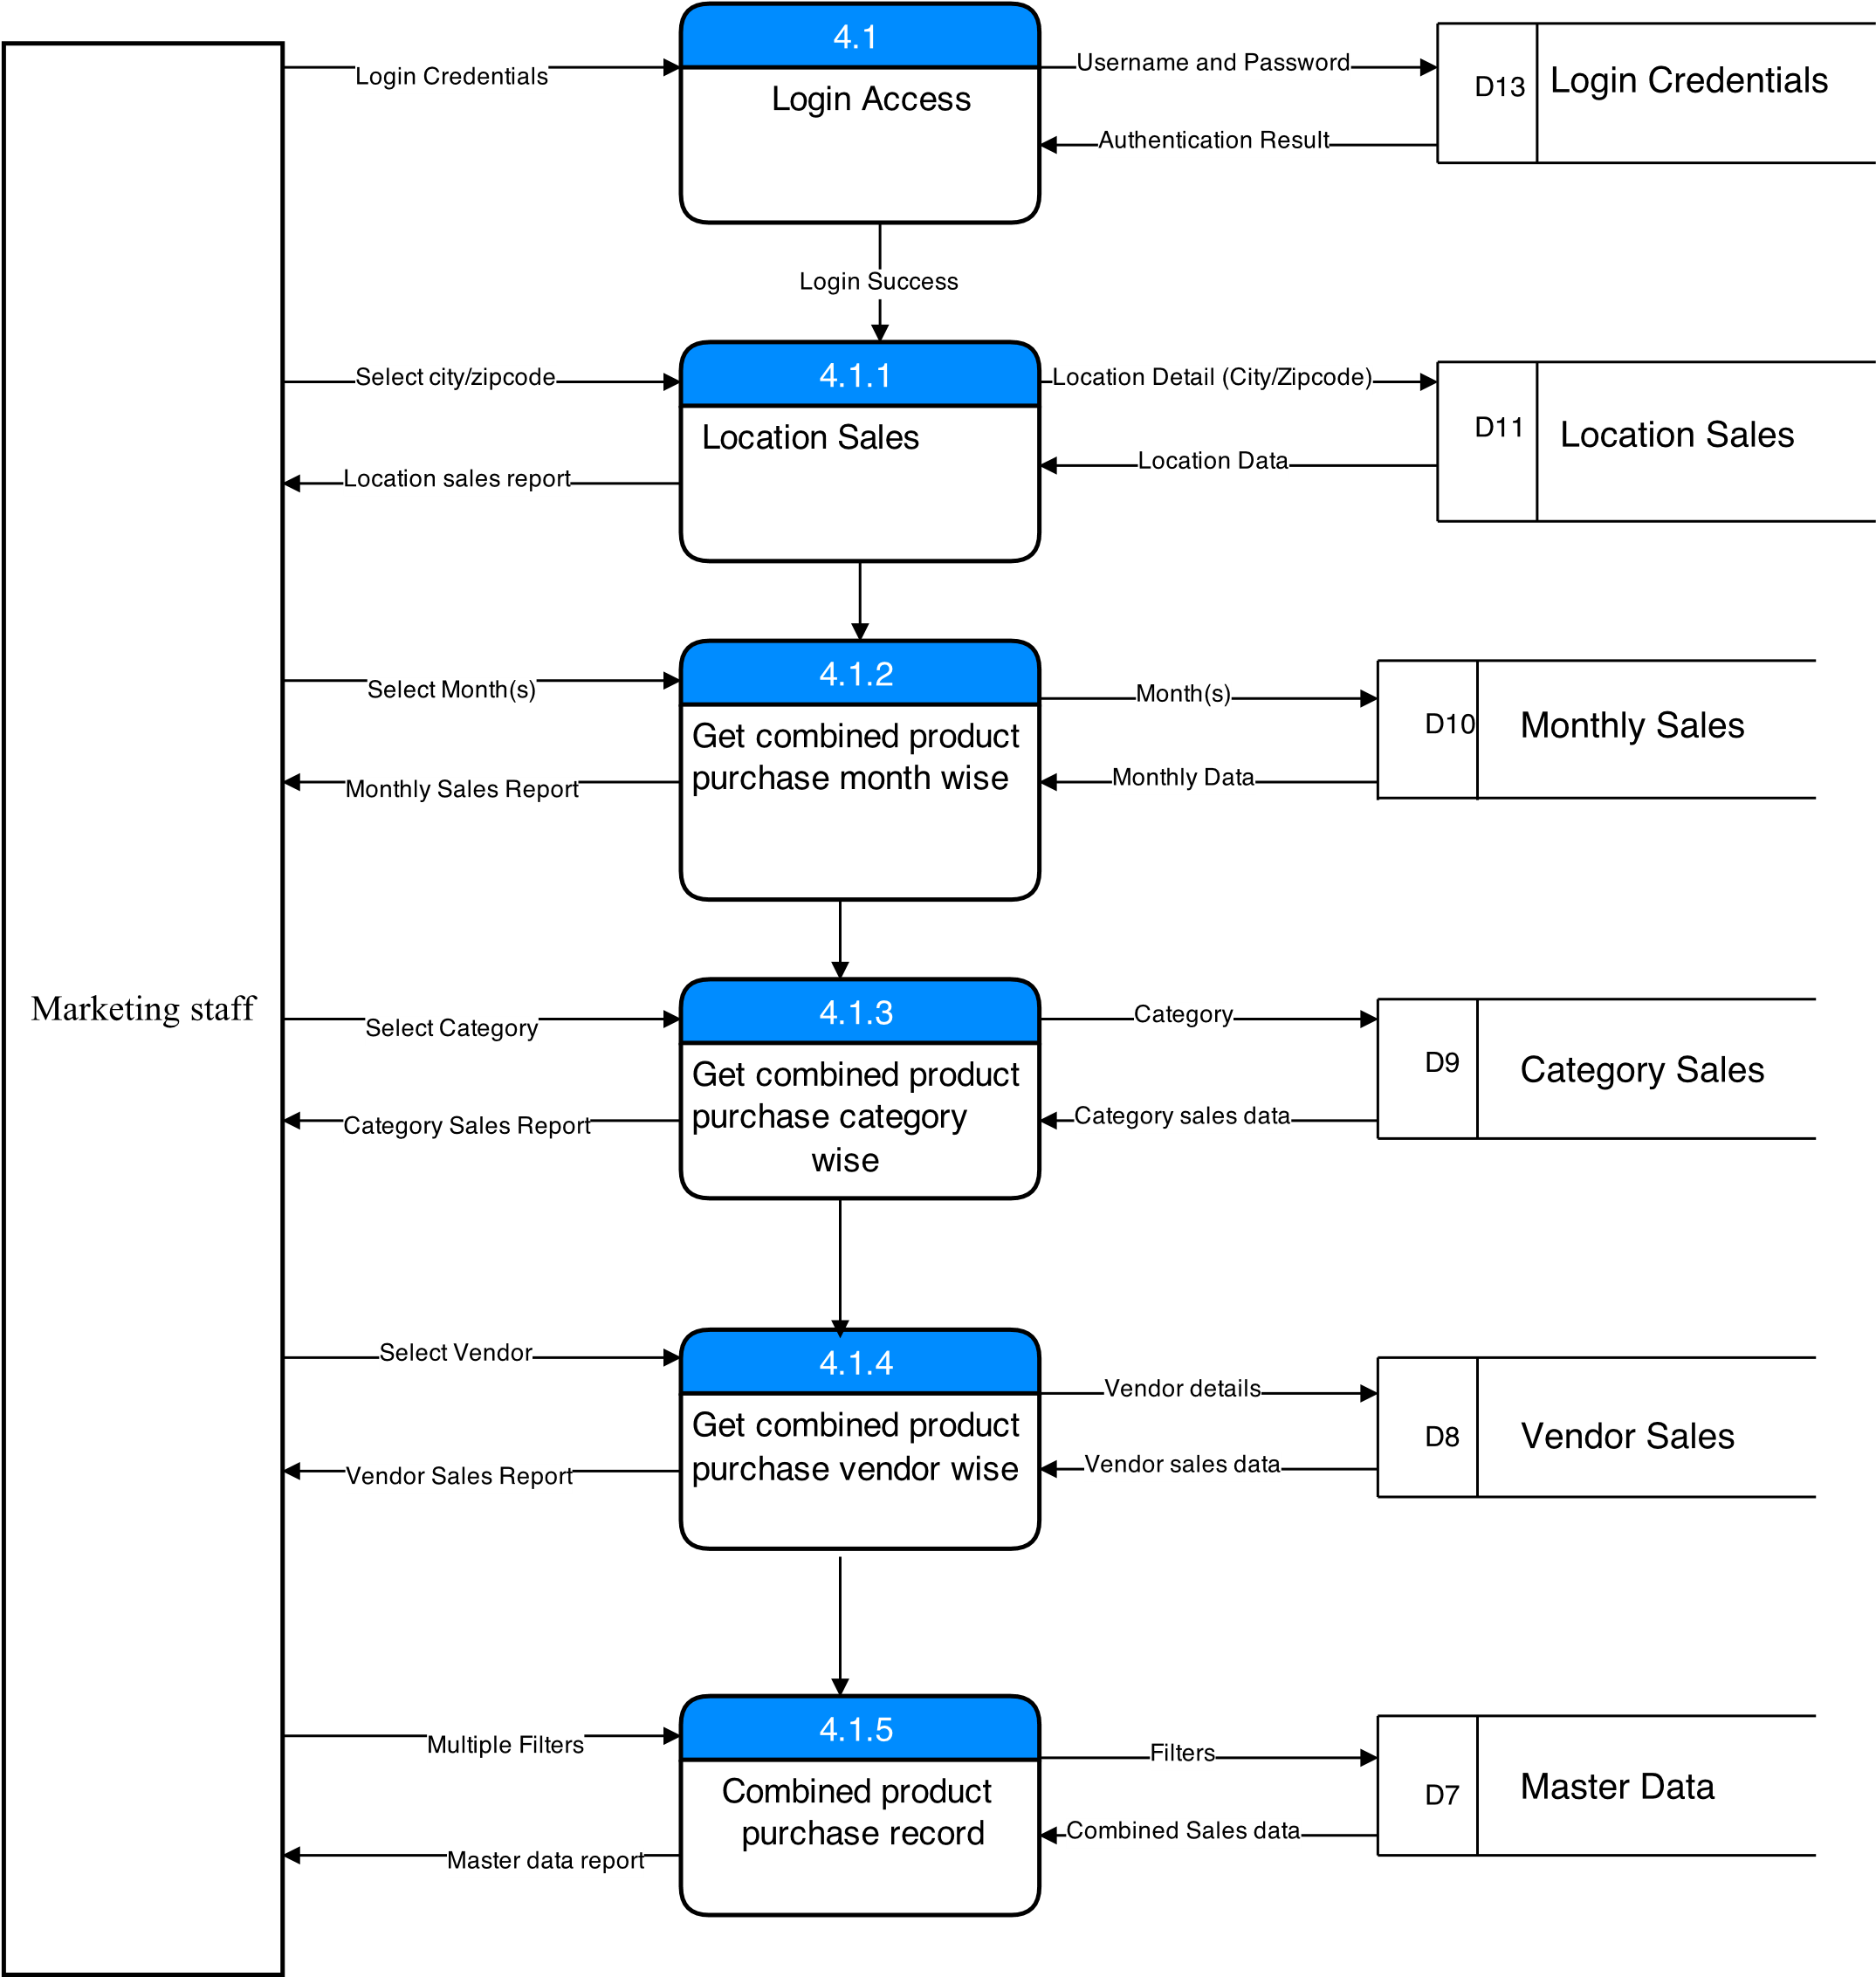 4.1
Login Credentials
Login Access
Username and Password
D13
Login Credentials
Authentication Result
Login Success
4.1.1
Select city/zipcode
Location Sales
Location Detail (City/Zipcode)
D11
Location Sales
Location sales report
Location Data
4.1.2
Select Month(s)
Get combined product
purchase month wise
Month(s)
D10
Monthly Sales
Monthly Sales Report
Monthly Data
Marketing staff
4.1.3
Select Category
Get combined product
purchase category
wise
Category
D9
Category Sales
Category Sales Report
Category sales data
4.1.4
Select Vendor
Get combined product
purchase vendor wise
Vendor details
D8
Vendor Sales
Vendor Sales Report
Vendor sales data
4.1.5
Multiple Filters
Combined product
purchase record
Filters
D7
Master Data
Master data report
Combined Sales data